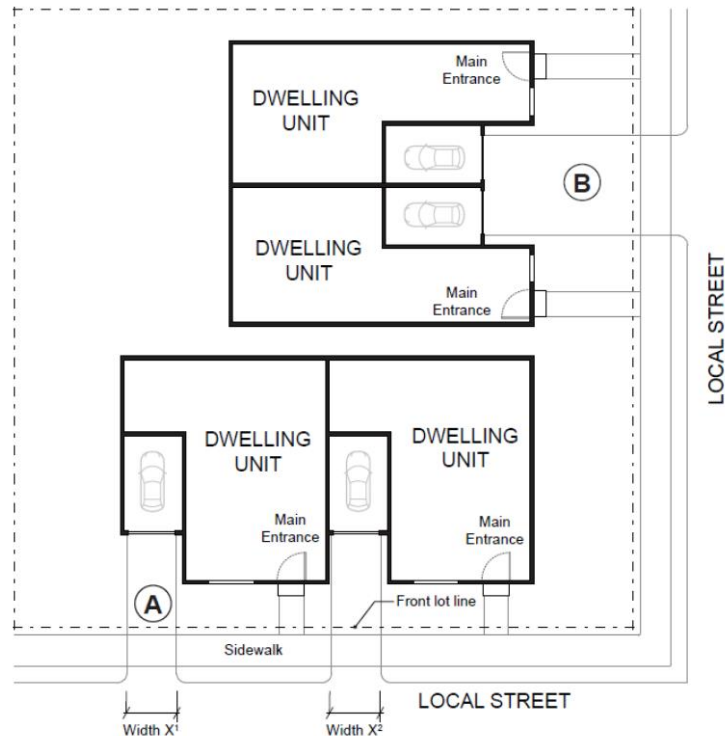 Main
Entrance
DWELLING
UNIT
B
DWELLING
UNIT
Main
Entrance
LOCAL STREET
DWELLING
UNIT
DWELLING
UNIT
Main
Entrance
Main
Entrance
A
Front lot line
Sidewalk
LOCAL STREET
Width X¹
Width X²